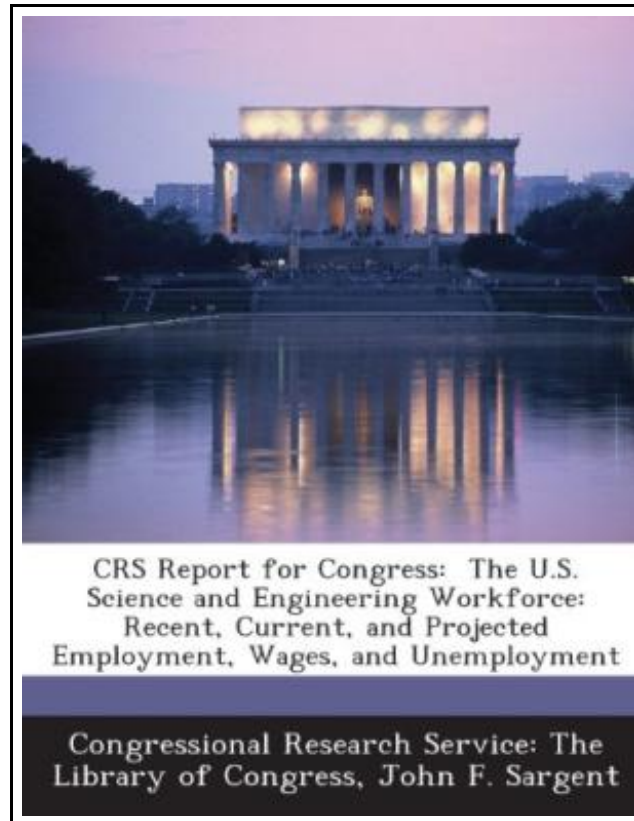 CRS Report for Congress: The U.S.
Science and Engineering Workforce:
Recent, Current, and Projected
Employment, Wages, and Unemployment
Congressional Research Service: The
Library of Congress, John F. Sargent